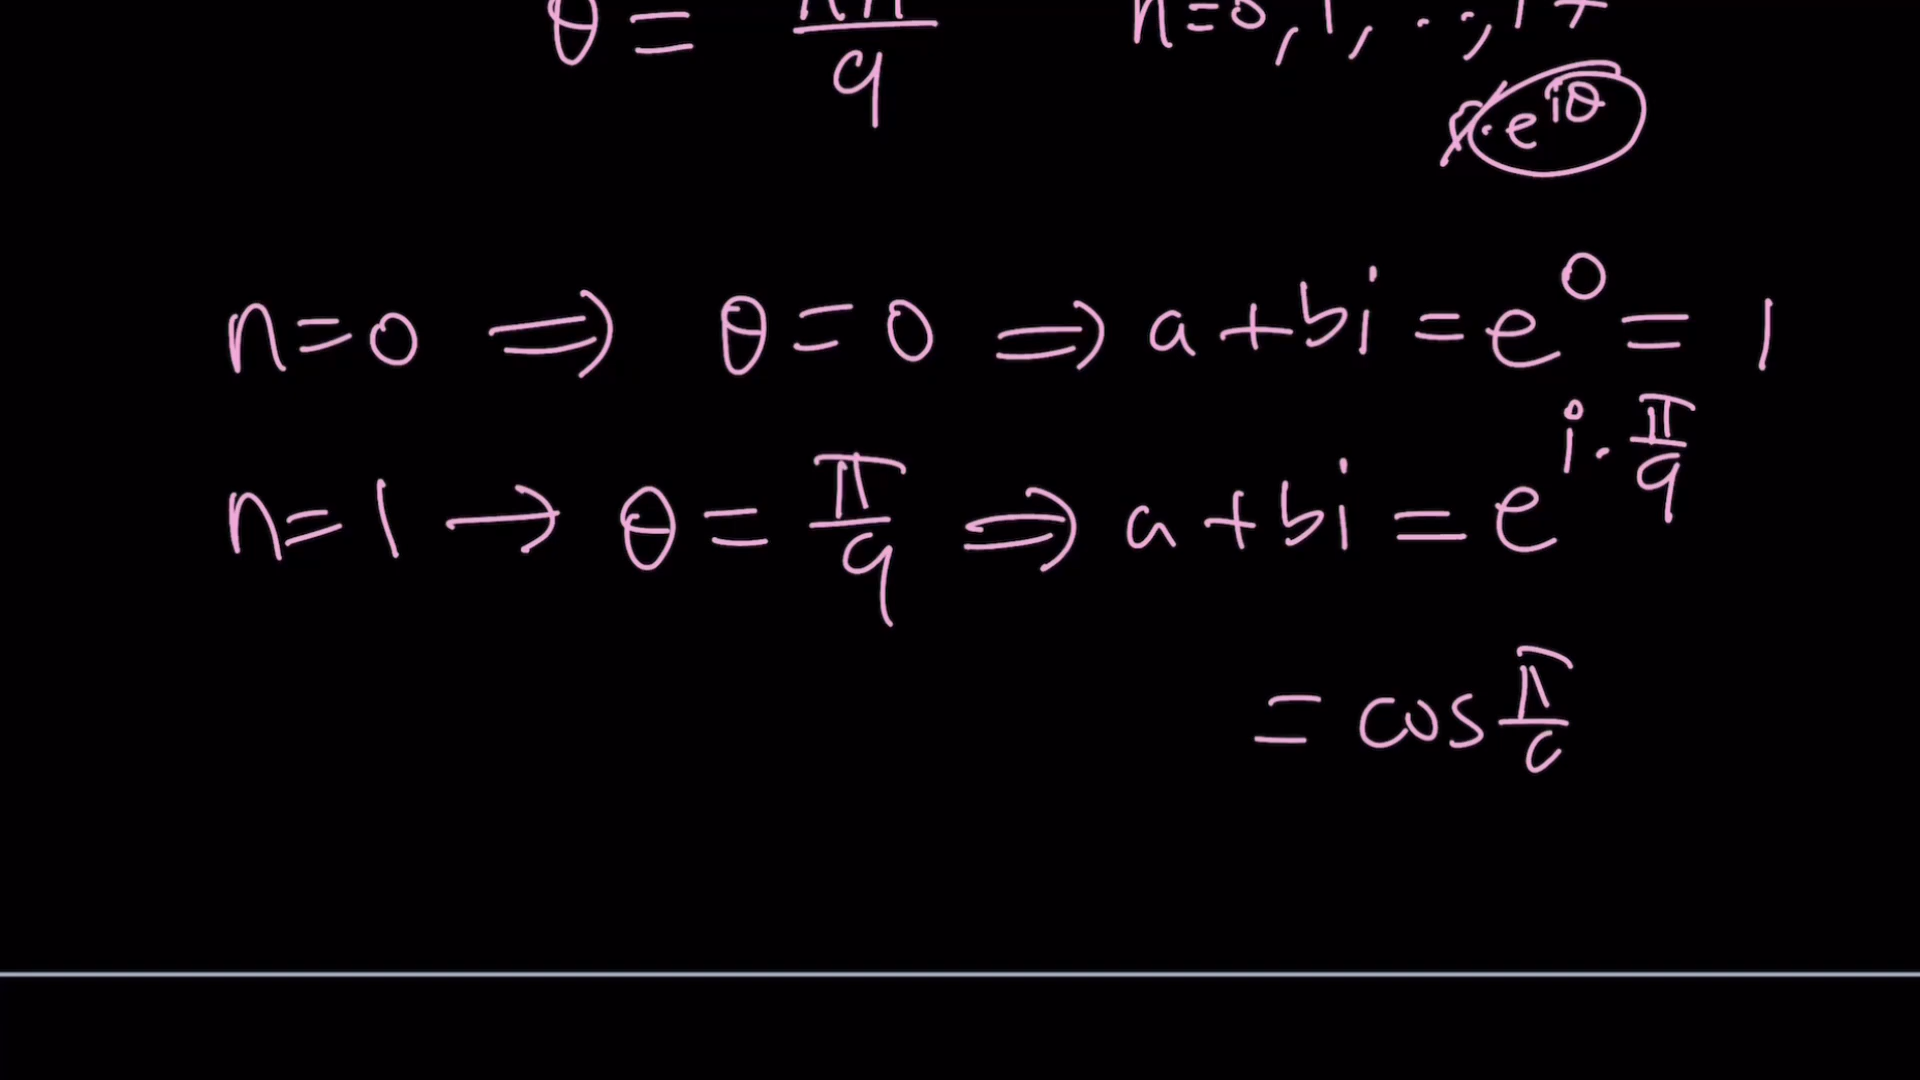 θ = nπ/9 n=0, 1, ..., 17
r·e^{iθ}
n=0 ⟹ θ=0 ⟹ a+bi = e^0 = 1
n=1 → θ = π/9 ⟹ a+bi = e^{i·π/9}
= cos π/